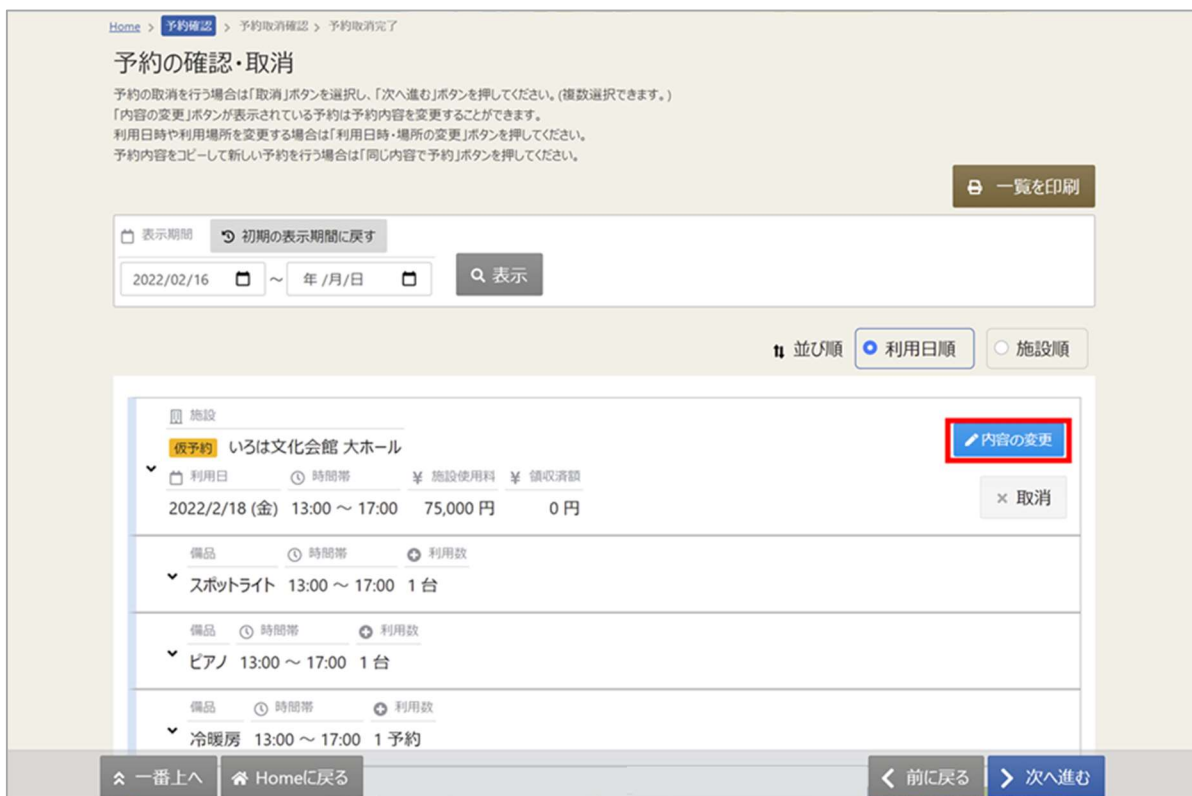 Home > 予約確認 > 予約取消確認 > 予約取消完了
予約の確認・取消
予約の取消を行う場合は「取消」ボタンを選択し、「次へ進む」ボタンを押してください。(複数選択できます。)
「内容の変更」ボタンが表示されている予約は予約内容を変更することができます。
利用日時や利用場所を変更する場合は「利用日時・場所の変更」ボタンを押してください。
予約内容をコピーして新しい予約を行う場合は「同じ内容で予約」ボタンを押してください。
一覧を印刷
表示期間 初期の表示期間に戻す
2022/02/16 ～ 年 /月/日 表示
並び順 利用日順 施設順
施設
仮予約 いろは文化会館 大ホール
内容の変更
利用日 時間帯 ¥ 施設使用料 ¥ 領収済額
2022/2/18 (金) 13:00 ～ 17:00 75,000 円 0 円
× 取消
備品 時間帯 利用数
スポットライト 13:00 ～ 17:00 1 台
備品 時間帯 利用数
ピアノ 13:00 ～ 17:00 1 台
備品 時間帯 利用数
冷暖房 13:00 ～ 17:00 1 予約
一番上へ Homeに戻る 前に戻る 次へ進む